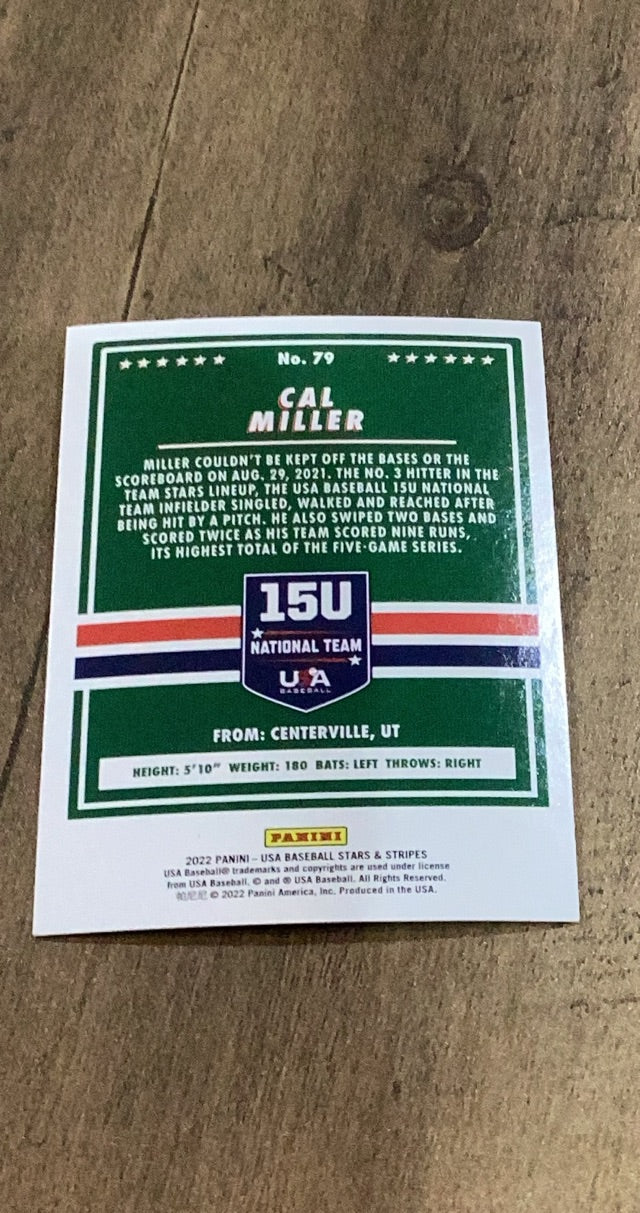 No. 79
CAL
MILLER
MILLER COULDN'T BE KEPT OFF THE BASES OR THE
SCOREBOARD ON AUG. 29, 2021. THE NO. 3 HITTER IN THE
TEAM STARS LINEUP, THE USA BASEBALL 15U NATIONAL
TEAM INFIELDER SINGLED, WALKED AND REACHED AFTER
BEING HIT BY A PITCH. HE ALSO SWIPED TWO BASES AND
SCORED TWICE AS HIS TEAM SCORED NINE RUNS,
ITS HIGHEST TOTAL OF THE FIVE-GAME SERIES.
15U
NATIONAL TEAM
USA
BASEBALL
FROM: CENTERVILLE, UT
HEIGHT: 5'10" WEIGHT: 180 BATS: LEFT THROWS: RIGHT
PANINI
2022 PANINI – USA BASEBALL STARS & STRIPES
USA Baseball® trademarks and copyrights are used under license
from USA Baseball. © and ® USA Baseball. All Rights Reserved.
帕尼尼 © 2022 Panini America, Inc. Produced in the USA.